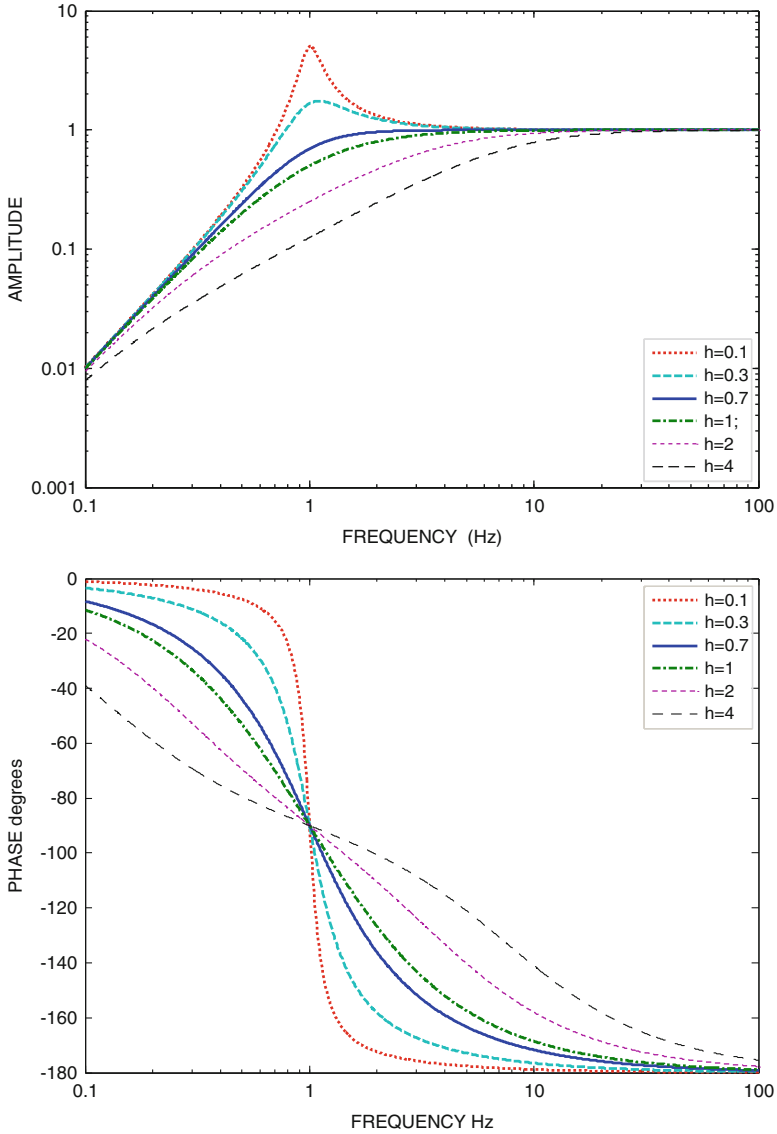 10
1
0.1
0.01
0.001
AMPLITUDE
0.1
1
10
100
FREQUENCY (Hz)
h=0.1
h=0.3
h=0.7
h=1;
h=2
h=4
0
-20
-40
-60
-80
-100
-120
-140
-160
-180
PHASE degrees
0.1
1
10
100
FREQUENCY Hz
h=0.1
h=0.3
h=0.7
h=1
h=2
h=4